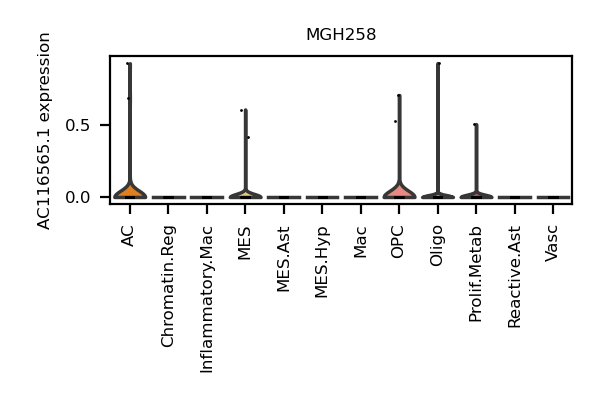 MGH258
AC116565.1 expression
0.5
0.0
AC
Chromatin.Reg
Inflammatory.Mac
MES
MES.Ast
MES.Hyp
Mac
OPC
Oligo
Prolif.Metab
Reactive.Ast
Vasc